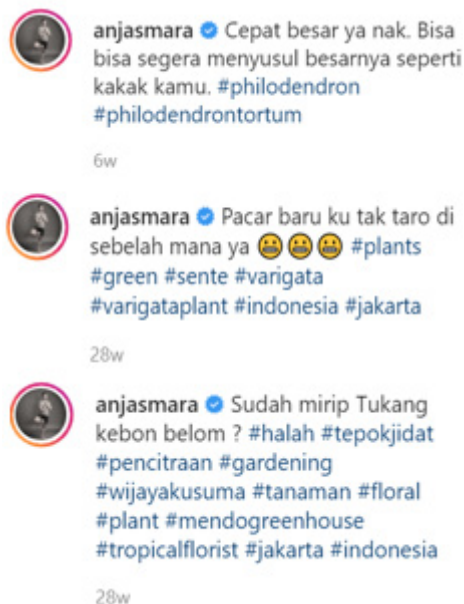 anjasmara Cepat besar ya nak. Bisa
bisa segera menyusul besarnya seperti
kakak kamu. #philodendron
#philodendrontortum
6w
anjasmara Pacar baru ku tak taro di
sebelah mana ya 😬😬😬 #plants
#green #sente #varigata
#varigataplant #indonesia #jakarta
28w
anjasmara Sudah mirip Tukang
kebon belom ? #halah #tepokjidat
#pencitraan #gardening
#wijayakusuma #tanaman #floral
#plant #mendogreenhouse
#tropicalflorist #jakarta #indonesia
28w